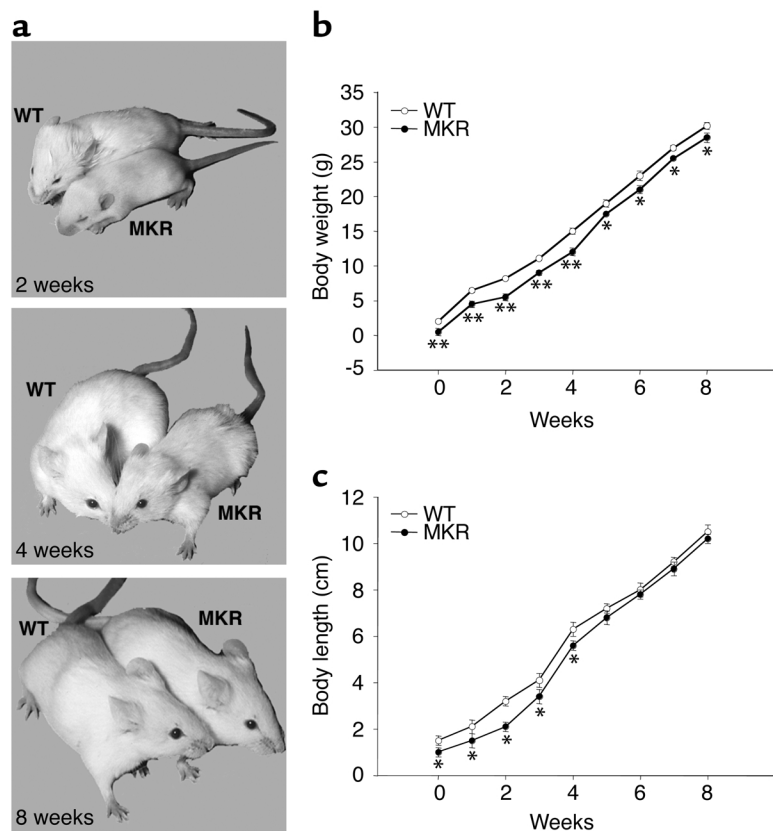 a
WT
MKR
2 weeks
WT
MKR
4 weeks
WT
MKR
8 weeks
b
35
30
25
20
15
10
5
0
-5
Body weight (g)
WT
MKR
** ** ** ** ** * * * *
0 2 4 6 8
Weeks
c
12
10
8
6
4
2
0
Body length (cm)
WT
MKR
* * * * *
0 2 4 6 8
Weeks